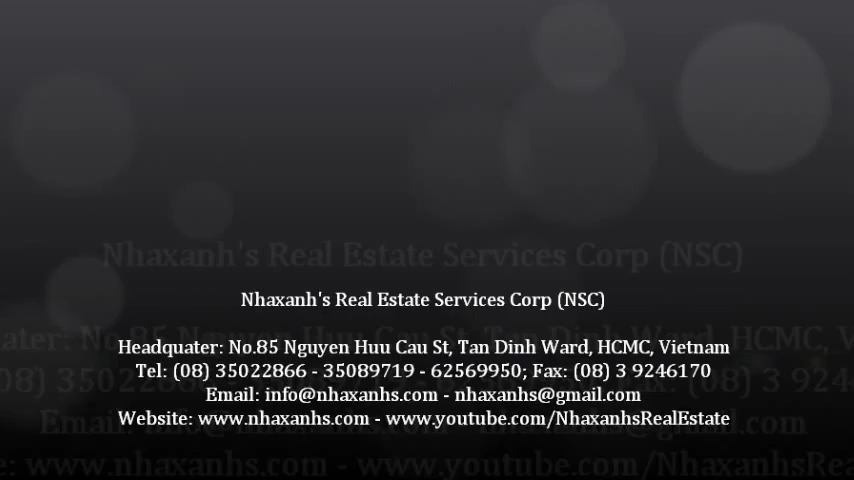 Nhaxanh's Real Estate Services Corp (NSC)
Headquater: No.85 Nguyen Huu Cau St, Tan Dinh Ward, HCMC, Vietnam
Tel: (08) 35022866 - 35089719 - 62569950; Fax: (08) 3 9246170
Email: info@nhaxanhs.com - nhaxanhs@gmail.com
Website: www.nhaxanhs.com - www.youtube.com/NhaxanhsRealEstate